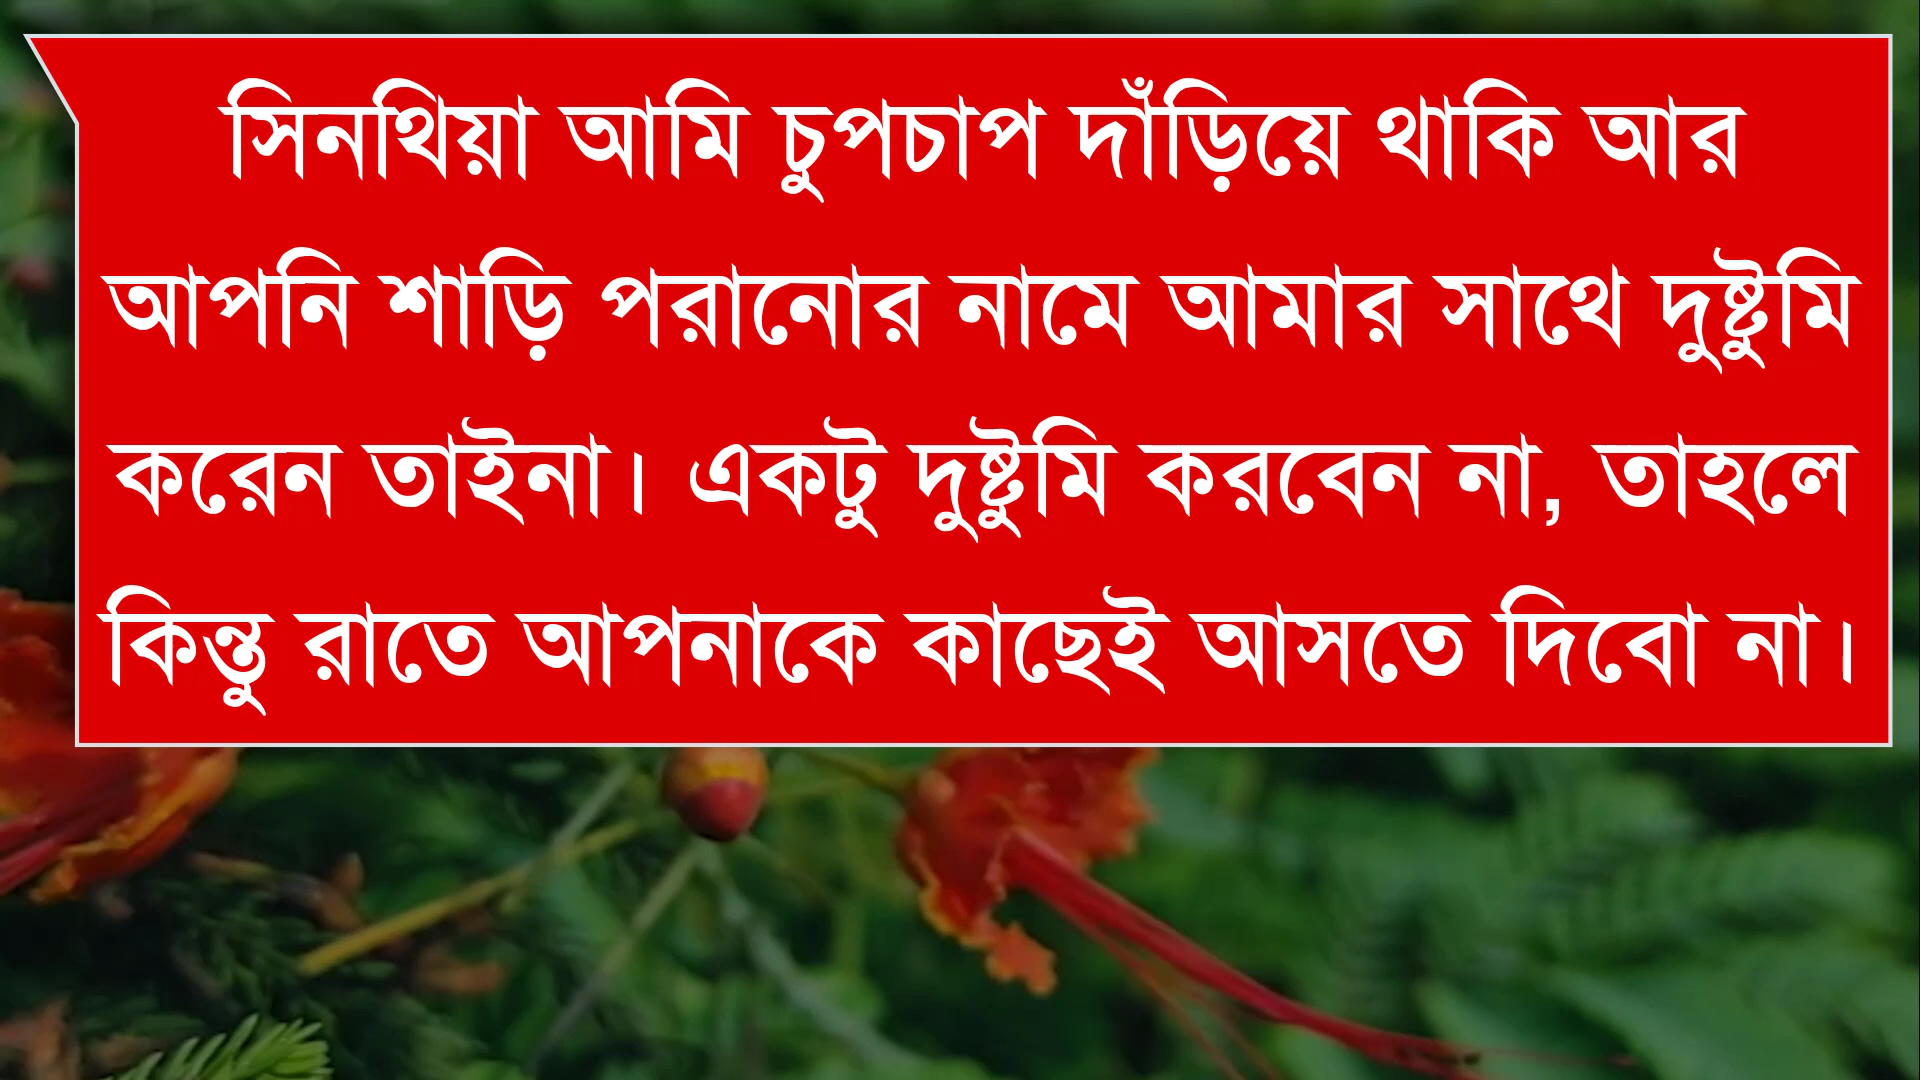 সিনথিয়া আমি চুপচাপ দাঁড়িয়ে থাকি আর
আপনি শাড়ি পরানোর নামে আমার সাথে দুষ্টুমি
করেন তাইনা। একটু দুষ্টুমি করবেন না, তাহলে
কিন্তু রাতে আপনাকে কাছেই আসতে দিবো না।